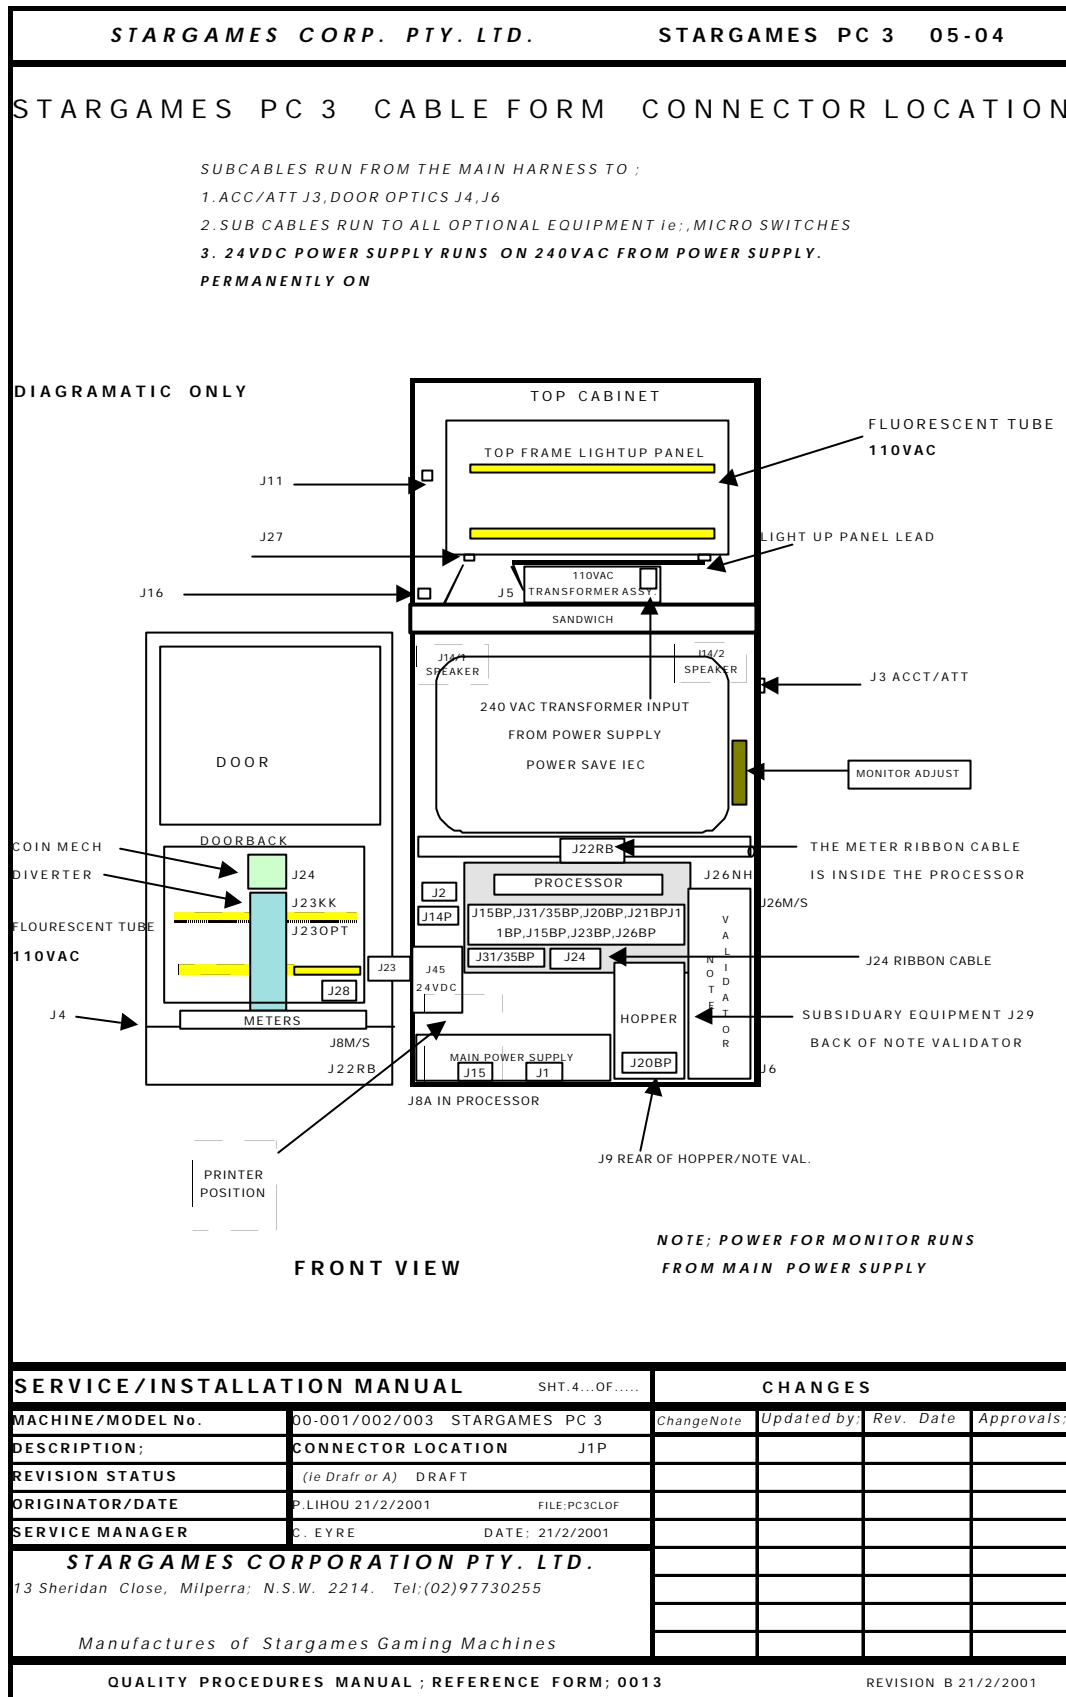 STARGAMES CORP. PTY. LTD. STARGAMES PC 3 05-04
STARGAMES PC 3 CABLE FORM CONNECTOR LOCATION
SUBCABLES RUN FROM THE MAIN HARNESS TO ;
1.ACC/ATT J3,DOOR OPTICS J4,J6
2.SUB CABLES RUN TO ALL OPTIONAL EQUIPMENT ie;,MICRO SWITCHES
3. 24VDC POWER SUPPLY RUNS ON 240VAC FROM POWER SUPPLY.
PERMANENTLY ON
DIAGRAMATIC ONLY
TOP CABINET
FLUORESCENT TUBE
110VAC
TOP FRAME LIGHTUP PANEL
J11
J27
LIGHT UP PANEL LEAD
J16
J5
110VAC
TRANSFORMER ASSY.
SANDWICH
J14/1
SPEAKER
J14/2
SPEAKER
J3 ACCT/ATT
240 VAC TRANSFORMER INPUT
FROM POWER SUPPLY
POWER SAVE IEC
DOOR
MONITOR ADJUST
DOORBACK
COIN MECH
DIVERTER
J24
J23KK
J23OPT
FLOURESCENT TUBE
110VAC
J23
J28
J4
METERS
J8M/S
J22RB
J22RB
THE METER RIBBON CABLE
IS INSIDE THE PROCESSOR
PROCESSOR
J26NH
J26M/S
J2
J14P
J15BP,J31/35BP,J20BP,J21BPJ1
1BP,J15BP,J23BP,J26BP
J31/35BP
J24
J24 RIBBON CABLE
J45
24VDC
NOTE
VALIDATOR
HOPPER
SUBSIDUARY EQUIPMENT J29
BACK OF NOTE VALIDATOR
MAIN POWER SUPPLY
J15
J1
J20BP
J6
J8A IN PROCESSOR
J9 REAR OF HOPPER/NOTE VAL.
PRINTER
POSITION
NOTE; POWER FOR MONITOR RUNS
FROM MAIN POWER SUPPLY
FRONT VIEW
SERVICE/INSTALLATION MANUAL SHT.4...OF..... CHANGES
MACHINE/MODEL No. 00-001/002/003 STARGAMES PC 3 ChangeNote Updated by; Rev. Date Approvals;
DESCRIPTION; CONNECTOR LOCATION J1P
REVISION STATUS (ie Drafr or A) DRAFT
ORIGINATOR/DATE P.LIHOU 21/2/2001 FILE;PC3CLOF
SERVICE MANAGER C. EYRE DATE; 21/2/2001
STARGAMES CORPORATION PTY. LTD.
13 Sheridan Close, Milperra; N.S.W. 2214. Tel;(02)97730255
Manufactures of Stargames Gaming Machines
QUALITY PROCEDURES MANUAL ; REFERENCE FORM; 0013 REVISION B 21/2/2001